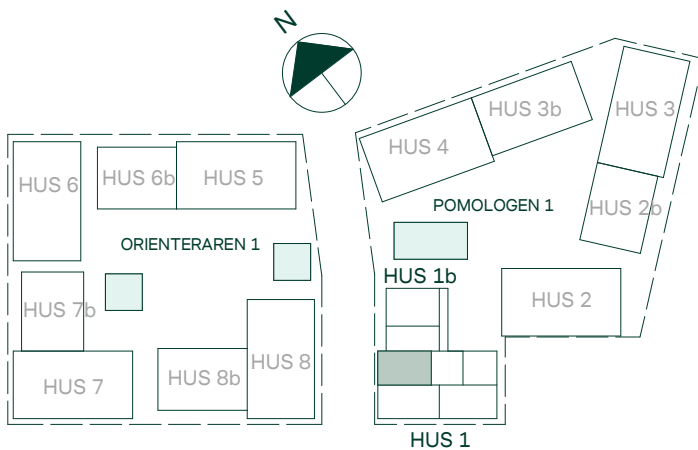 N
HUS 3b
HUS 3
HUS 4
HUS 6
HUS 6b
HUS 5
POMOLOGEN 1
HUS 2b
ORIENTERAREN 1
HUS 1b
HUS 7b
HUS 2
HUS 8
HUS 8b
HUS 7
HUS 1